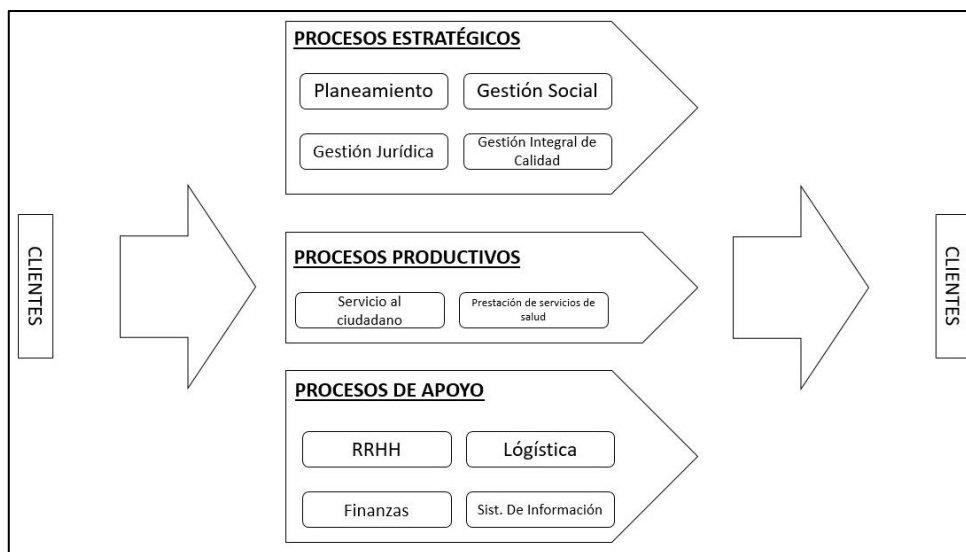 PROCESOS ESTRATÉGICOS
Planeamiento
Gestión Social
Gestión Jurídica
Gestión Integral de
Calidad
CLIENTES
PROCESOS PRODUCTIVOS
Servicio al
ciudadano
Prestación de servicios de
salud
CLIENTES
PROCESOS DE APOYO
RRHH
Lógística
Finanzas
Sist. De Información